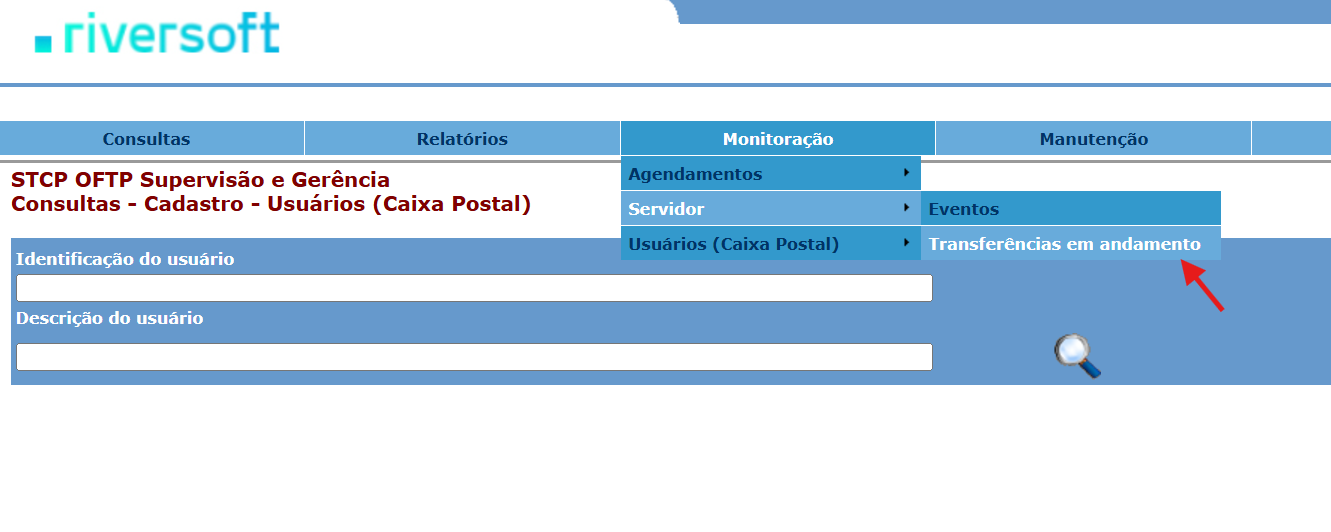 riversoft
Consultas
Relatórios
Monitoração
Manutenção
STCP OFTP Supervisão e Gerência
Consultas - Cadastro - Usuários (Caixa Postal)
Agendamentos
Servidor
Usuários (Caixa Postal)
Eventos
Transferências em andamento
Identificação do usuário
Descrição do usuário